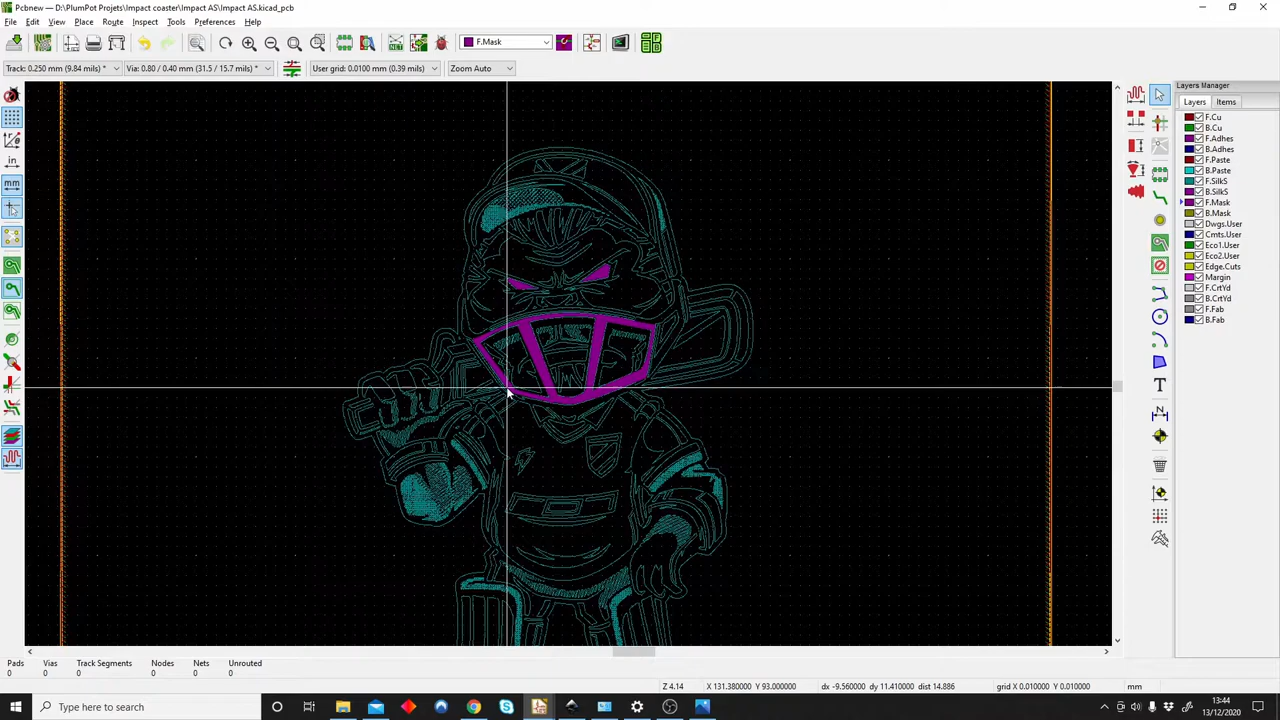 Pcbnew — D:\PlumPot Projets\Impact coaster\Impact AS\Impact AS.kicad_pcb
File Edit View Place Route Inspect Tools Preferences Help
F.Mask
Track: 0.250 mm (9.84 mils) * Via: 0.80 / 0.40 mm (31.5 / 15.7 mils) * User grid: 0.0100 mm (0.39 mils) Zoom Auto
Layers Manager
Layers Items
F.Cu
B.Cu
F.Adhes
B.Adhes
F.Paste
B.Paste
F.SilkS
B.SilkS
F.Mask
B.Mask
Dwgs.User
Cmts.User
Eco1.User
Eco2.User
Edge.Cuts
Margin
F.CrtYd
B.CrtYd
F.Fab
B.Fab
in
mm
T
N
Pads Vias Track Segments Nodes Nets Unrouted
0 0 0 0 0 0
Z 4.14 X 131.380000 Y 93.000000 dx -9.560000 dy 11.410000 dist 14.886 grid X 0.010000 Y 0.010000 mm
Type here to search
13:44
13/12/2020